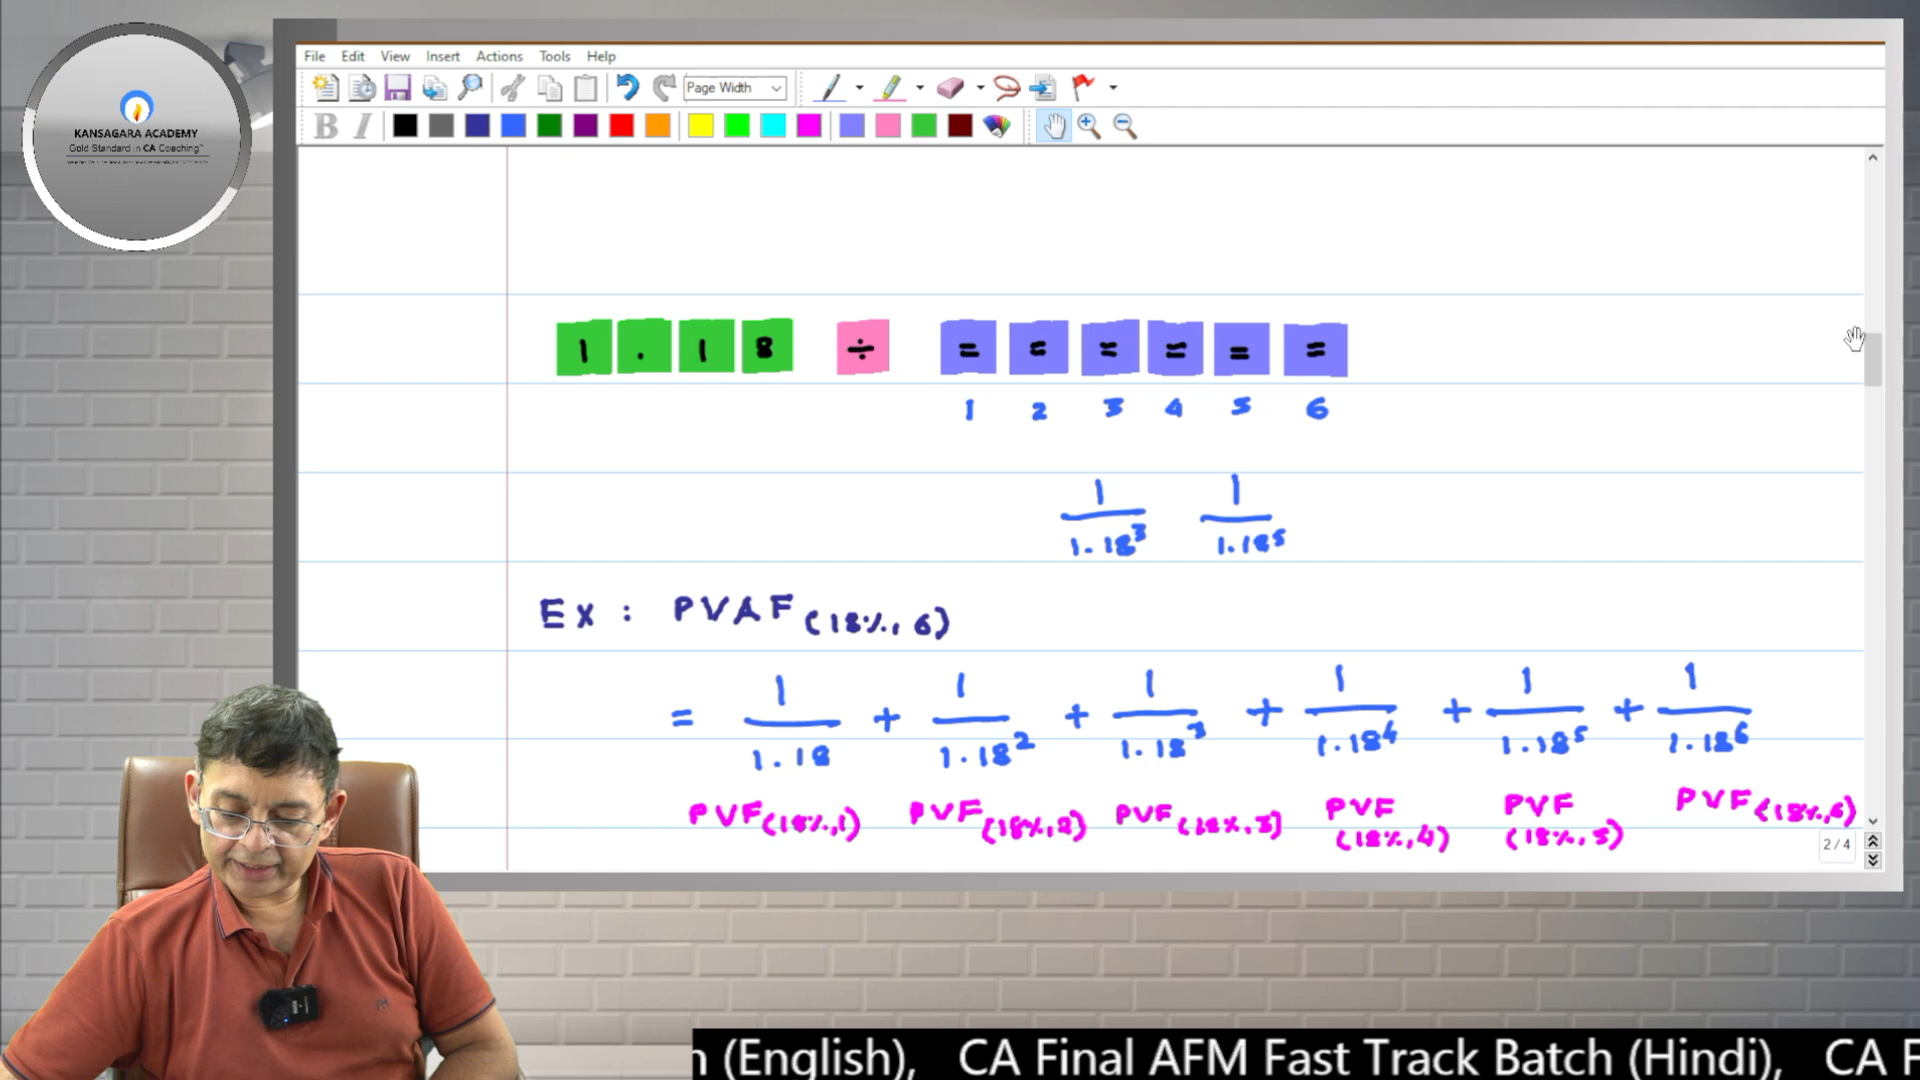 KANSAGARA ACADEMY
Gold Standard in CA Coaching™
File Edit View Insert Actions Tools Help
Page Width
B I
1 . 1 8 ÷ = = = = = =
1 2 3 4 5 6
1/1.18³ 1/1.18⁵
Ex : PVAF(18%, 6)
= 1/1.18 + 1/1.18² + 1/1.18³ + 1/1.18⁴ + 1/1.18⁵ + 1/1.18⁶
PVF(18%,1) PVF(18%,2) PVF(18%,3) PVF(18%,4) PVF(18%,5) PVF(18%,6)
2 / 4
(English), CA Final AFM Fast Track Batch (Hindi), CA